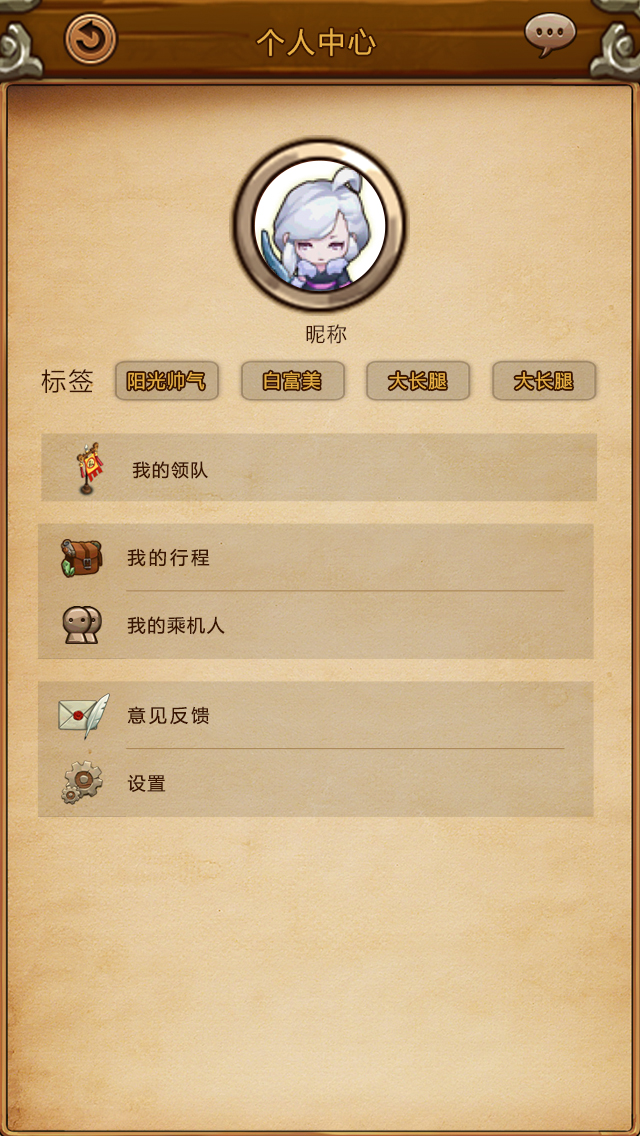 个人中心
昵称
标签 阳光帅气 白富美 大长腿 大长腿
我的领队
我的行程
我的乘机人
意见反馈
设置